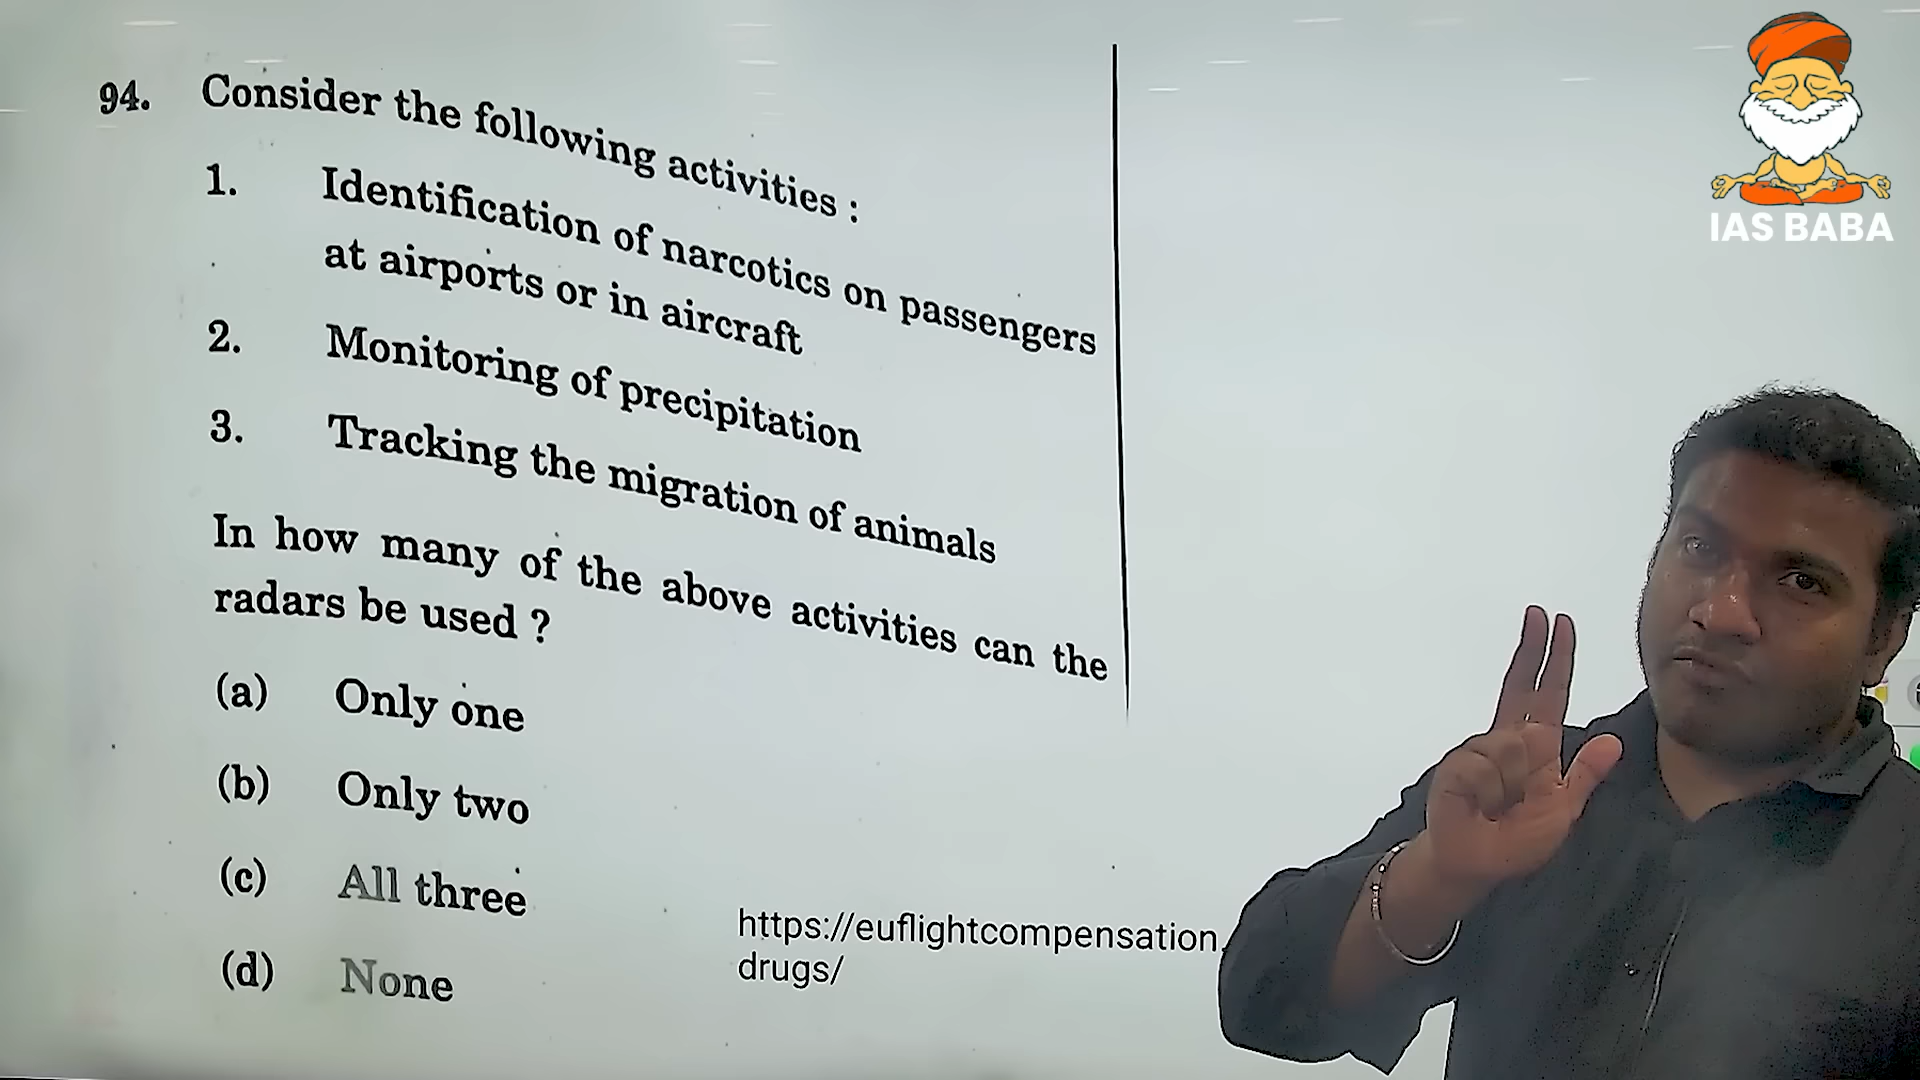 94. Consider the following activities :
1. Identification of narcotics on passengers
at airports or in aircraft
2. Monitoring of precipitation
3. Tracking the migration of animals
In how many of the above activities can the
radars be used ?
(a) Only one
(b) Only two
(c) All three
(d) None
https://euflightcompensation.
drugs/
IAS BABA